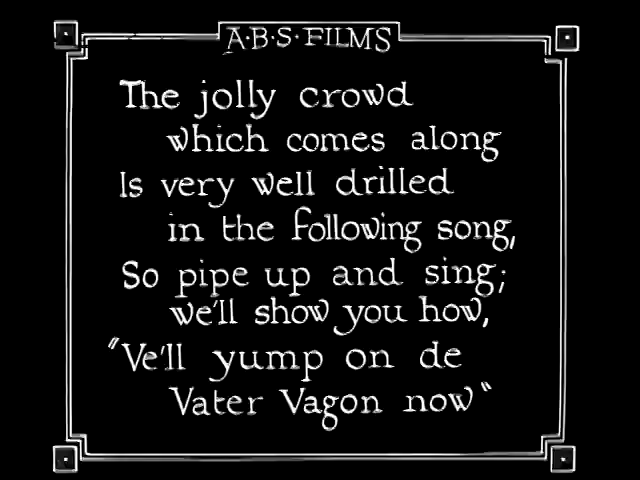 A·B·S·FILMS
The jolly crowd
which comes along
Is very well drilled
in the following song,
So pipe up and sing;
we'll show you how,
"Ve'll yump on de
Vater Vagon now"